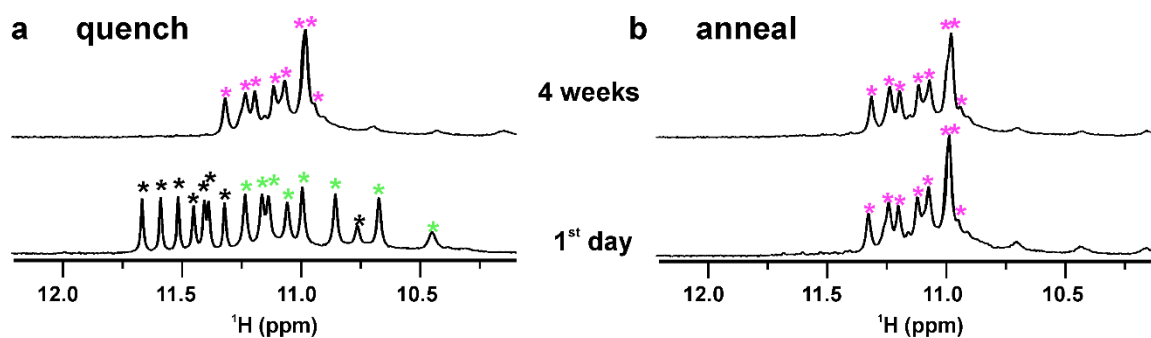 a quench
b anneal
4 weeks
1st day
12.0 11.5 11.0 10.5
12.0 11.5 11.0 10.5
¹H (ppm)
¹H (ppm)